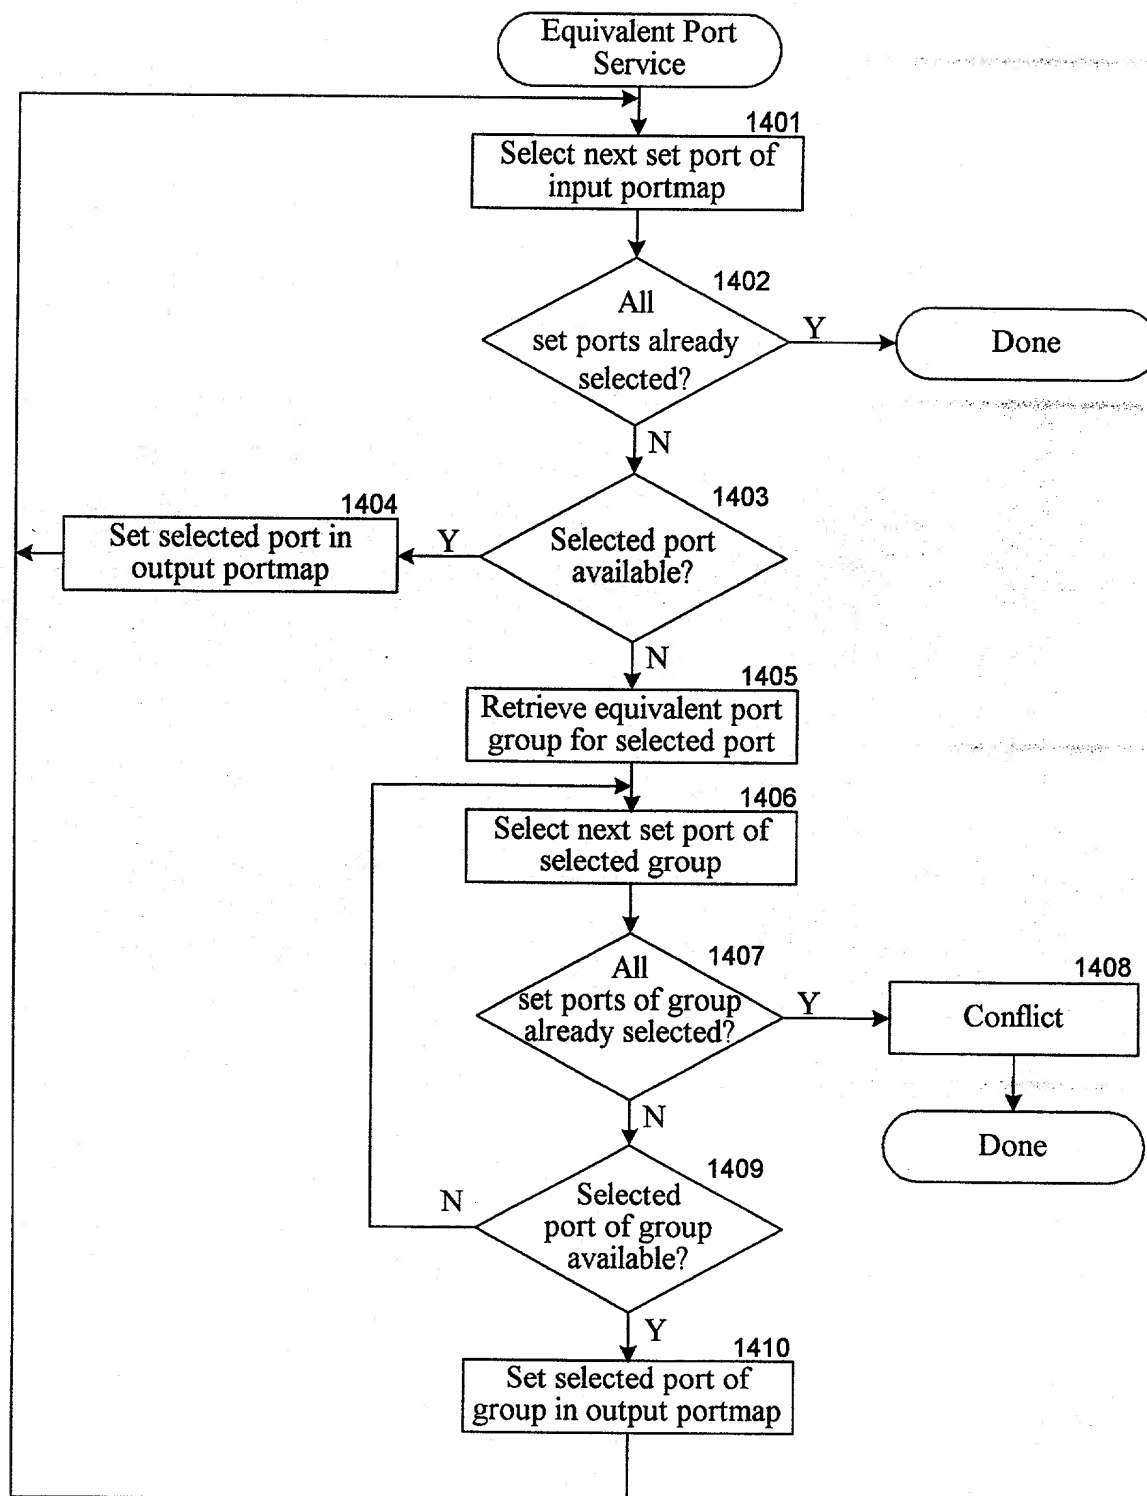 Equivalent Port
Service
1401
Select next set port of
input portmap
1402
All
set ports already
selected?
Y
Done
N
1403
Selected port
available?
Y
1404
Set selected port in
output portmap
N
1405
Retrieve equivalent port
group for selected port
1406
Select next set port of
selected group
1407
All
set ports of group
already selected?
Y
1408
Conflict
Done
N
1409
Selected
port of group
available?
N
Y
1410
Set selected port of
group in output portmap